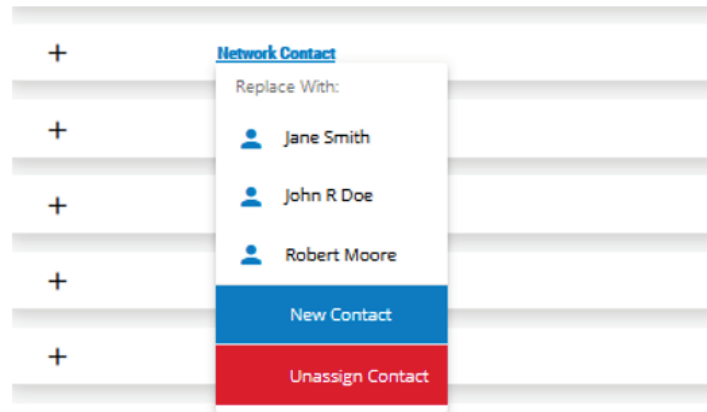 + Network Contact
Replace With:
+ Jane Smith
+ John R Doe
Robert Moore
+ New Contact
+ Unassign Contact